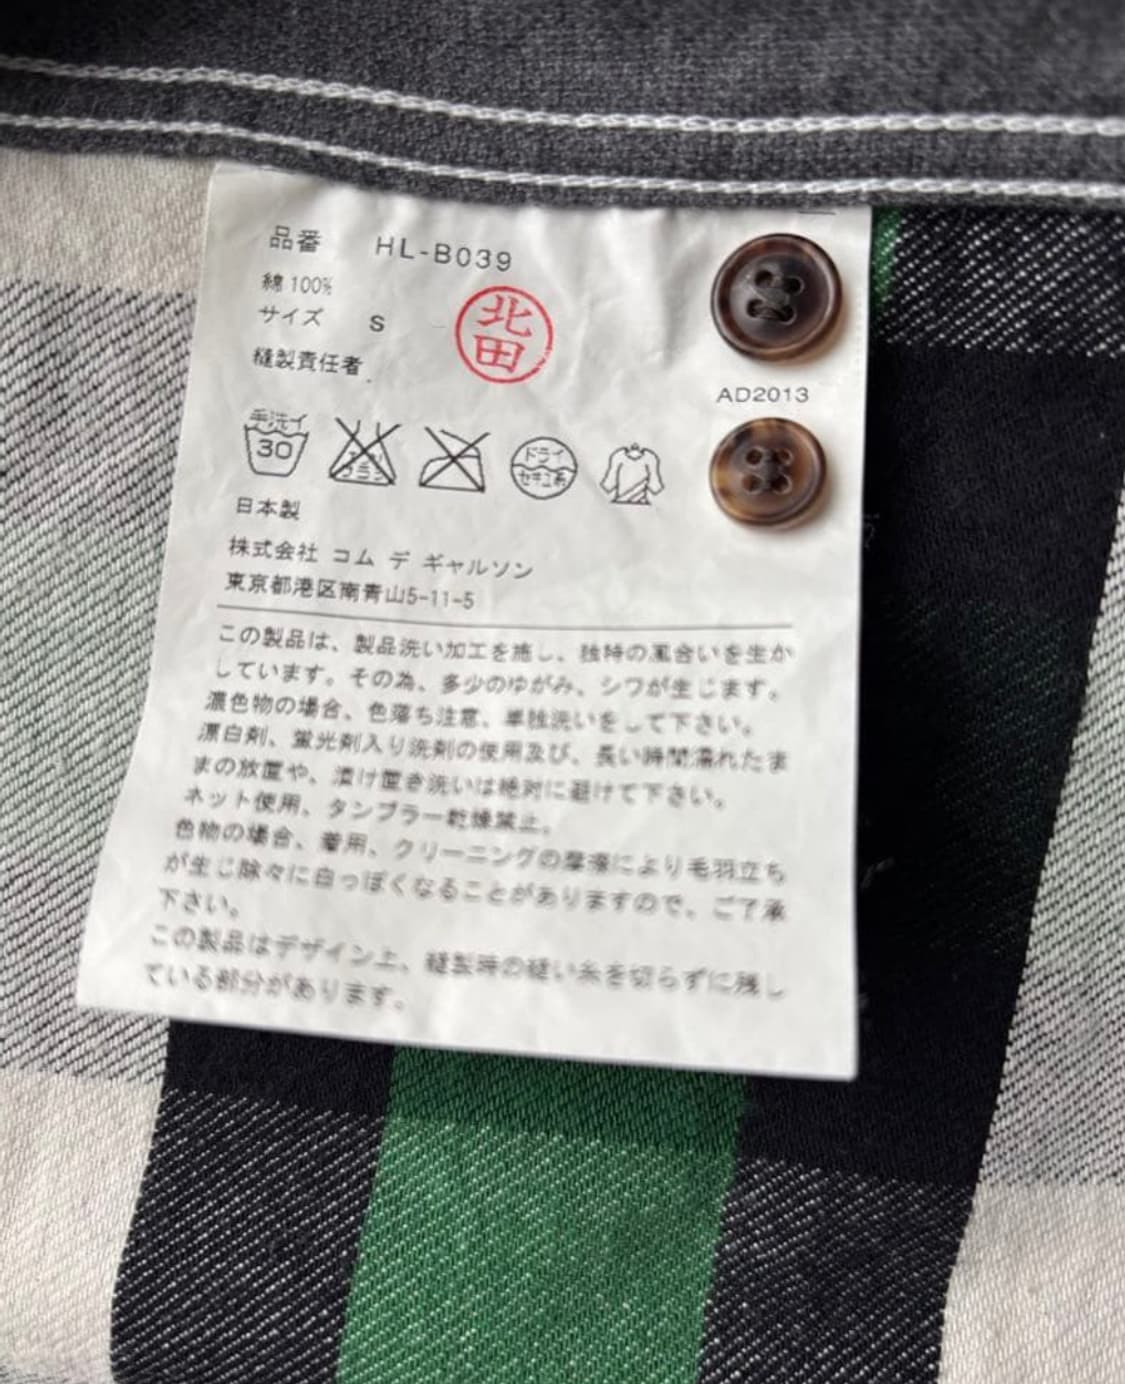 品番 HL-B039
綿 100%
サイズ S
北田
縫製責任者
AD2013
手洗イ
30
エンソサラシ
ドライ
セキユ系
日本製
株式会社 コム デ ギャルソン
東京都港区南青山5-11-5
この製品は、製品洗い加工を施し、独特の風合いを生か
しています。その為、多少のゆがみ、シワが生じます。
濃色物の場合、色落ち注意、単独洗いをして下さい。
漂白剤、蛍光剤入り洗剤の使用及び、長い時間濡れたま
まの放置や、漬け置き洗いは絶対に避けて下さい。
ネット使用、タンブラー乾燥禁止。
色物の場合、着用、クリーニングの摩擦により毛羽立ち
が生じ除々に白っぽくなることがありますので、ご了承
下さい。
この製品はデザイン上、縫製時の縫い糸を切らずに残し
ている部分があります。